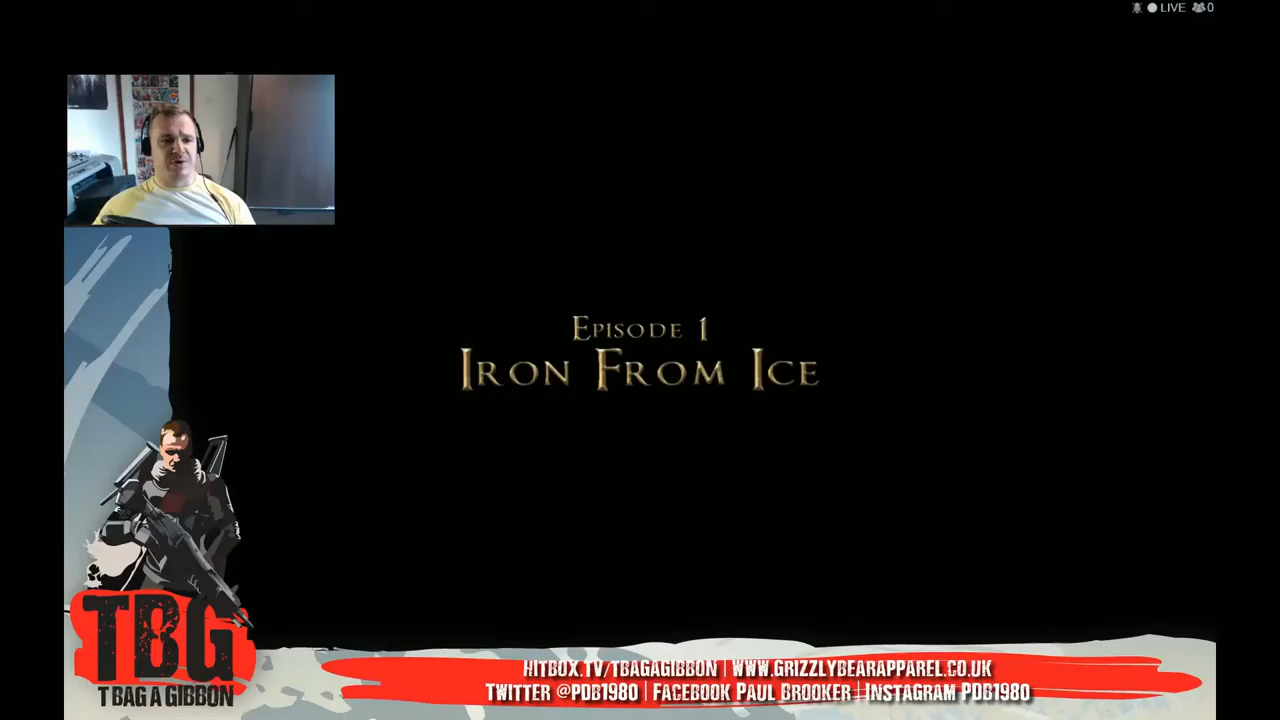 LIVE 0
EPISODE 1
IRON FROM ICE
TBG
T BAG A GIBBON
HITBOX.TV/TBAGAGIBBON | WWW.GRIZZLYBEARAPPAREL.CO.UK
TWITTER @PDB1980 | FACEBOOK PAUL BROOKER | INSTAGRAM PDB1980